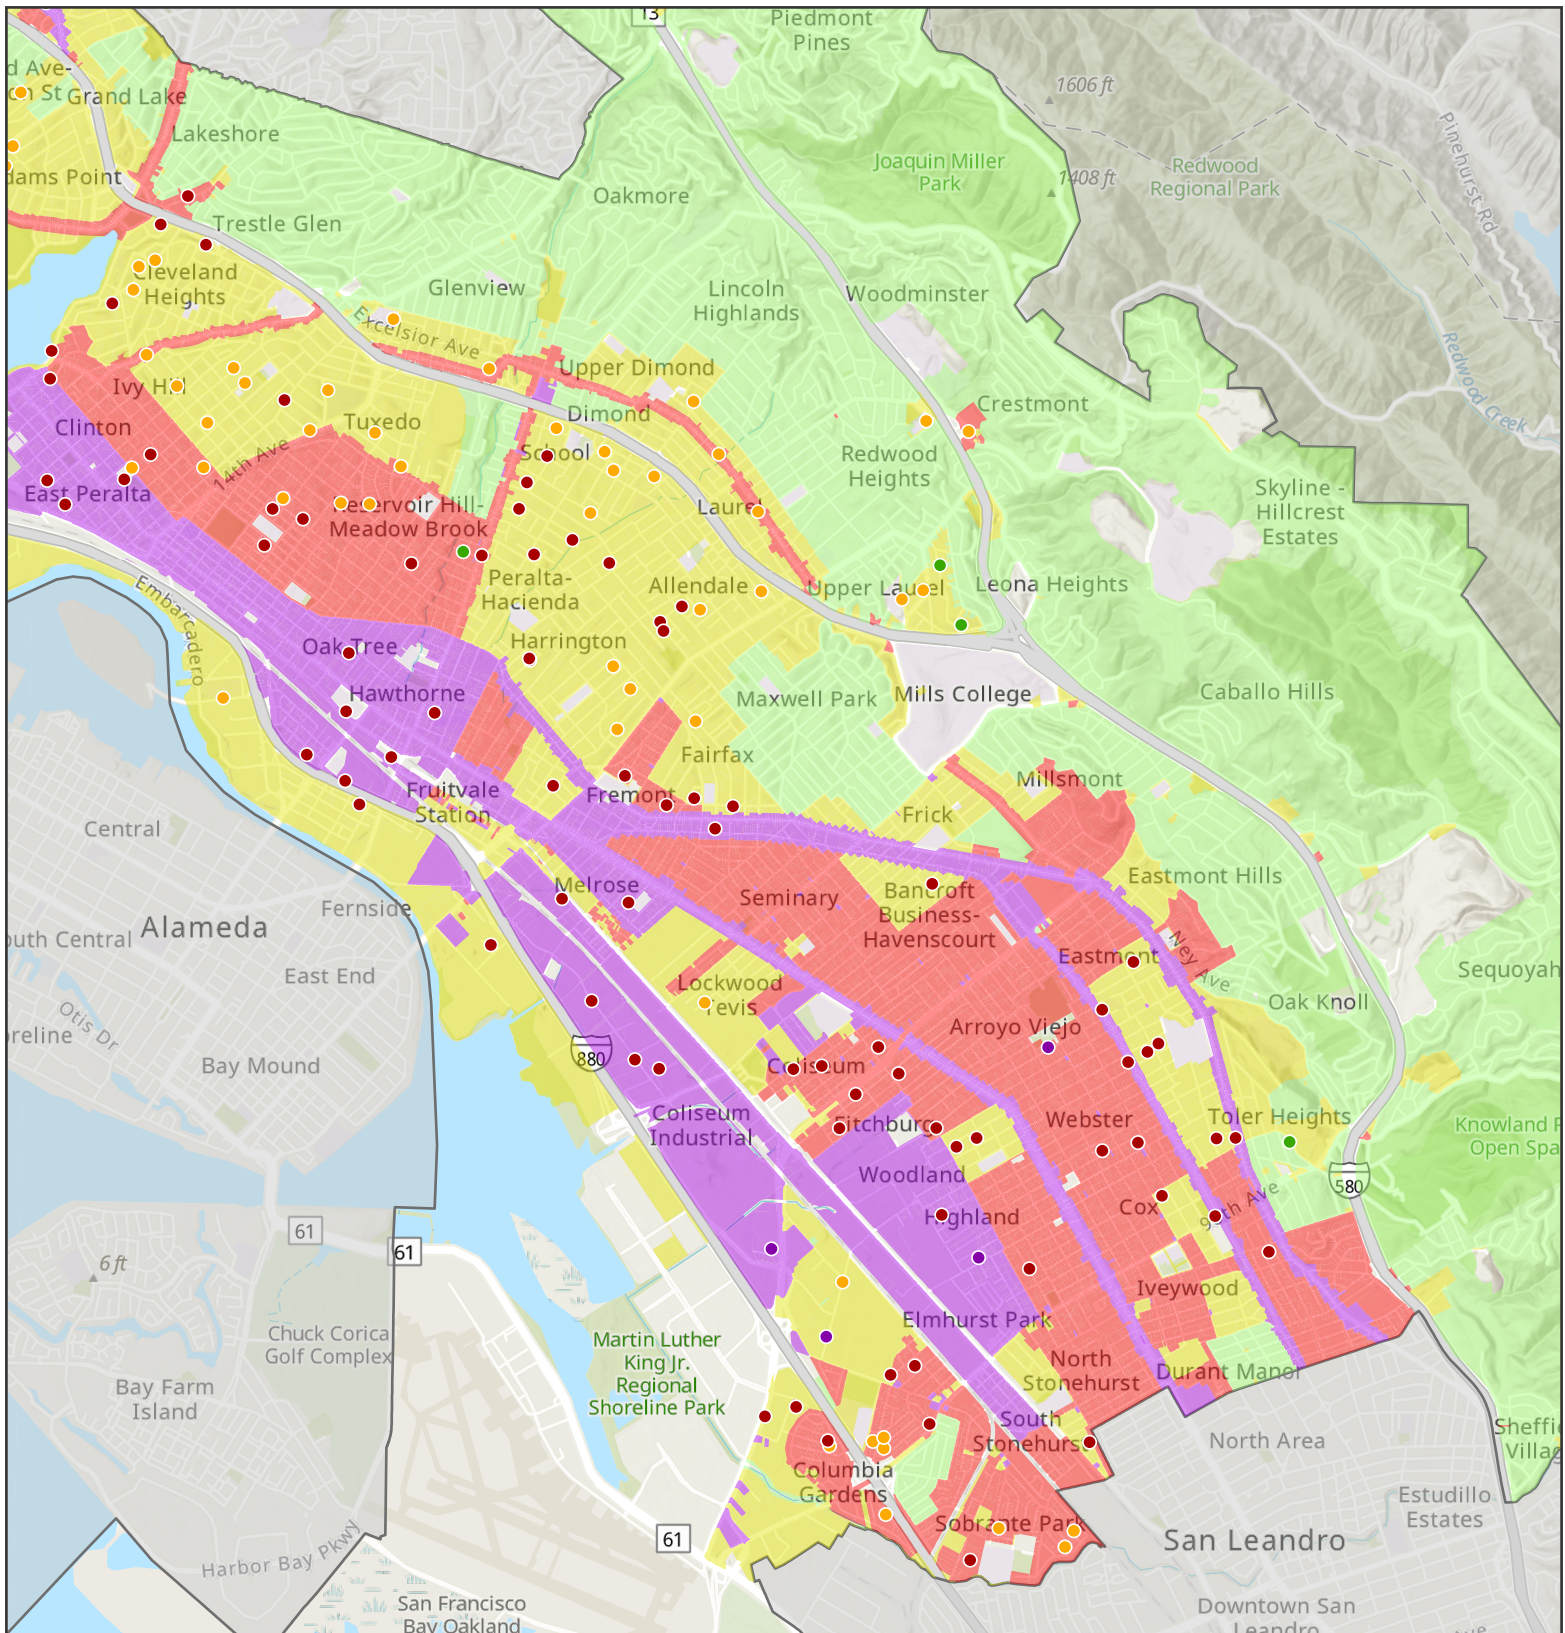 13
Piedmont
Pines
d Ave-
on St
Grand Lake
1606 ft
Pinehurst Rd
Lakeshore
Joaquin Miller
Park
1408 ft
Redwood
Regional Park
dams Point
Oakmore
Trestle Glen
Cleveland
Heights
Glenview
Lincoln
Highlands
Woodminster
Excelsior Ave
Redwood Creek
Upper Dimond
Ivy Hill
Tuxedo
Dimond
Crestmont
Clinton
14th Ave
School
Redwood
Heights
East Peralta
Reservoir Hill-
Meadow Brook
Laurel
Skyline -
Hillcrest
Estates
Embarcadero
Peralta-
Hacienda
Allendale
Upper Laurel
Leona Heights
Oak Tree
Harrington
Hawthorne
Maxwell Park
Mills College
Caballo Hills
Fairfax
Millsmont
Fruitvale
Station
Fremont
Frick
Central
Melrose
Seminary
Bancroft
Business-
Havenscourt
Eastmont Hills
Fernside
Alameda
outh Central
East End
Eastmont
Ney Ave
Sequoyah
Lockwood
Tevis
Oak Knoll
Otis Dr
oreline
Arroyo Viejo
880
Bay Mound
Coliseum
Coliseum
Industrial
Fitchburg
Webster
Toler Heights
Knowland P
Open Spa
Woodland
580
Highland
Cox
98th Ave
61
61
6 ft
Iveywood
Elmhurst Park
Chuck Corica
Golf Complex
Martin Luther
King Jr.
Regional
Shoreline Park
North
Stonehurst
Durant Manor
Bay Farm
Island
South
Stonehurst
North Area
Sheffie
Villag
Columbia
Gardens
Estudillo
Estates
Sobrante Park
61
San Leandro
Harbor Bay Pkwy
San Francisco
Bay Oakland
Downtown San
Leandro